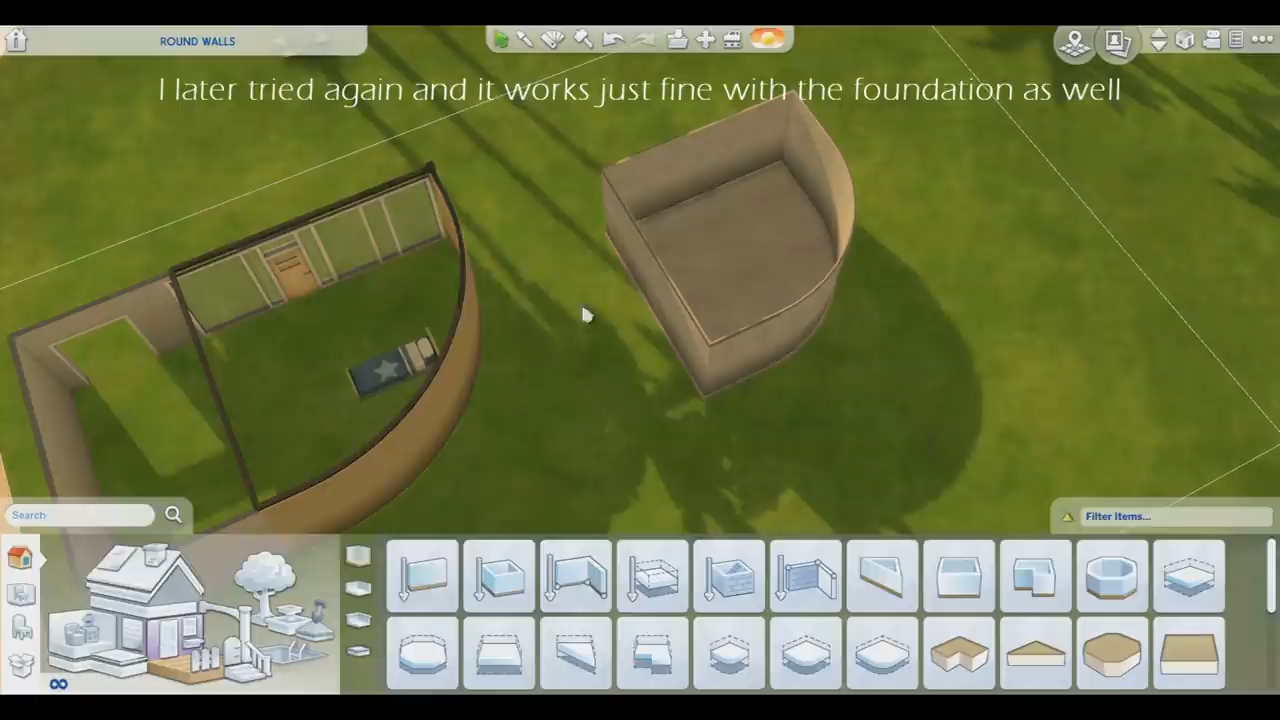 ROUND WALLS
I later tried again and it works just fine with the foundation as well
Search
Filter Items...